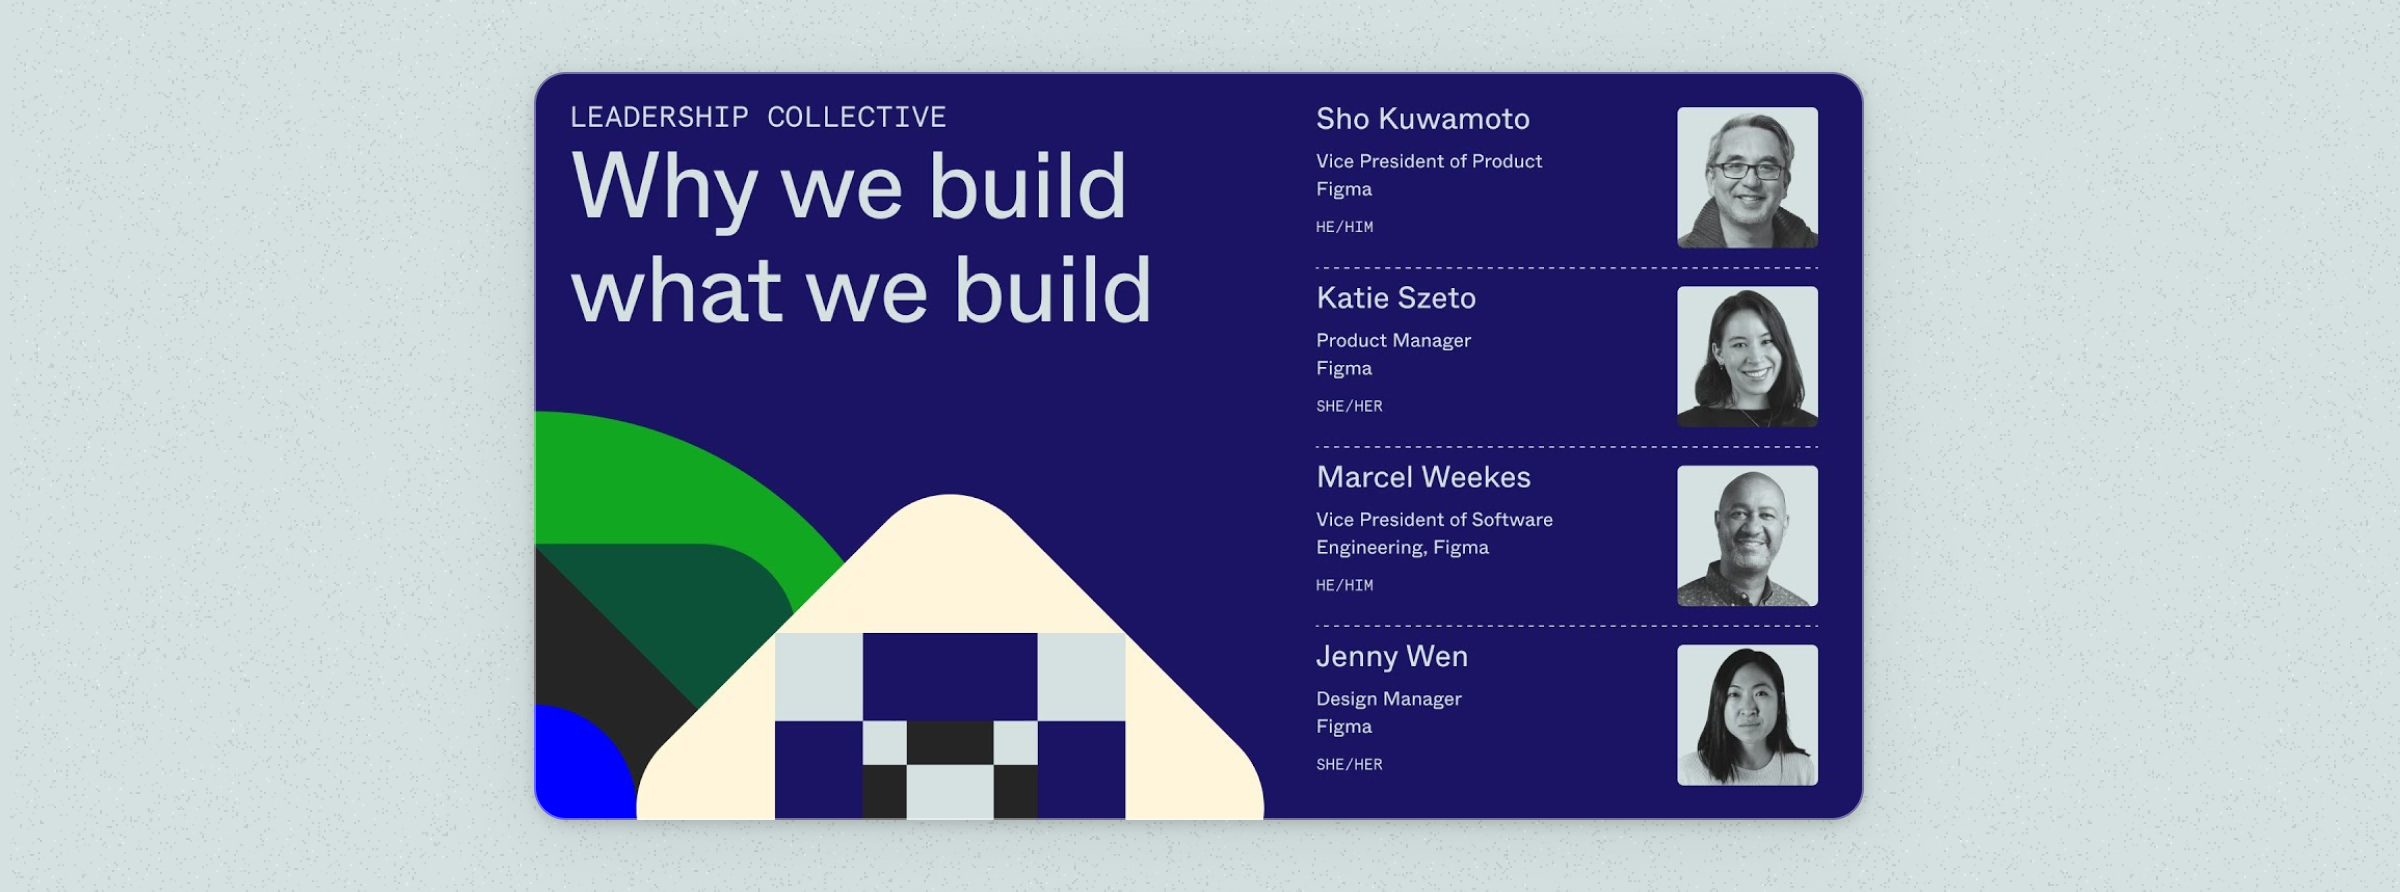 LEADERSHIP COLLECTIVE
Why we build
what we build
Sho Kuwamoto
Vice President of Product
Figma
HE/HIM
Katie Szeto
Product Manager
Figma
SHE/HER
Marcel Weekes
Vice President of Software
Engineering, Figma
HE/HIM
Jenny Wen
Design Manager
Figma
SHE/HER